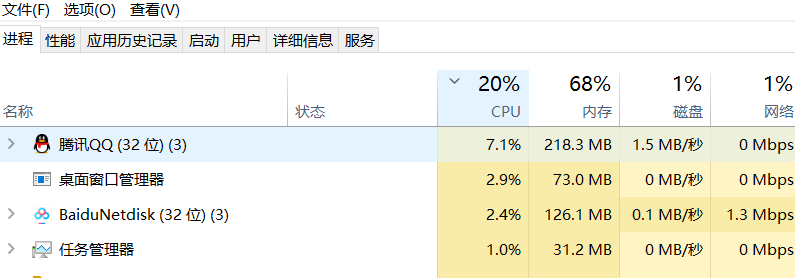 文件(F) 选项(O) 查看(V)
进程 性能 应用历史记录 启动 用户 详细信息 服务
20% 68% 1% 1%
名称 状态 CPU 内存 磁盘 网络
腾讯QQ (32 位) (3) 7.1% 218.3 MB 1.5 MB/秒 0 Mbps
桌面窗口管理器 2.9% 73.0 MB 0 MB/秒 0 Mbps
BaiduNetdisk (32 位) (3) 2.4% 126.1 MB 0.1 MB/秒 1.3 Mbps
任务管理器 1.0% 31.2 MB 0 MB/秒 0 Mbps